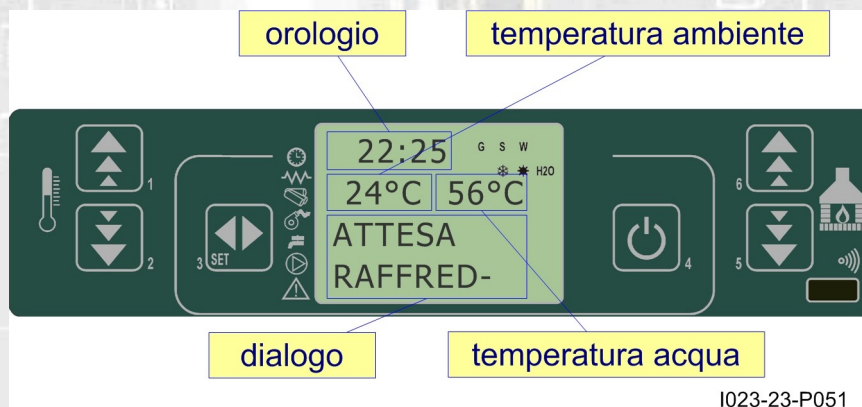 orologio
temperatura ambiente
22:25
G S W
H2O
24°C 56°C
ATTESA
RAFFRED-
1
2
3 SET
4
6
5
dialogo
temperatura acqua
I023-23-P051